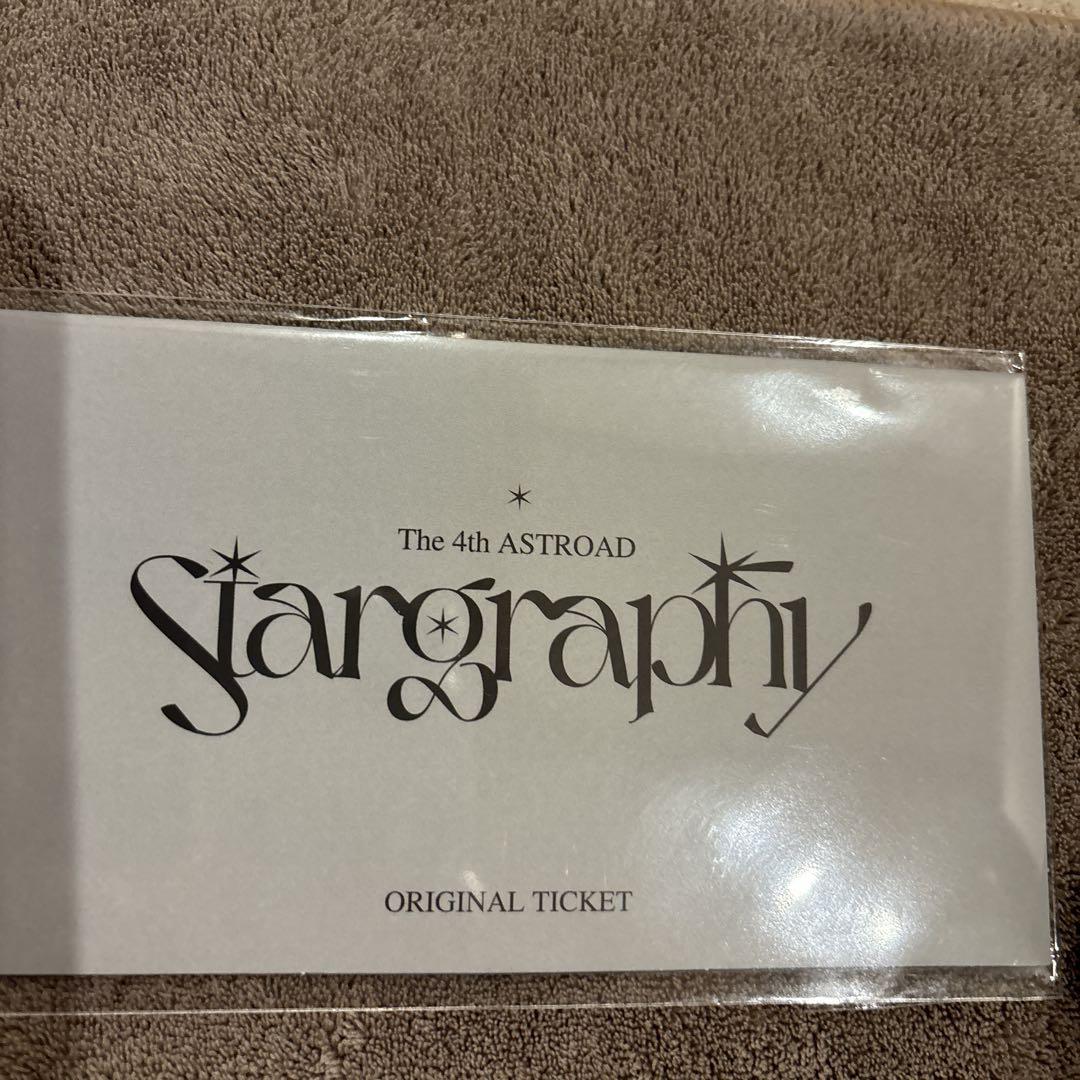 The 4th ASTROAD
Stargraphy
ORIGINAL TICKET